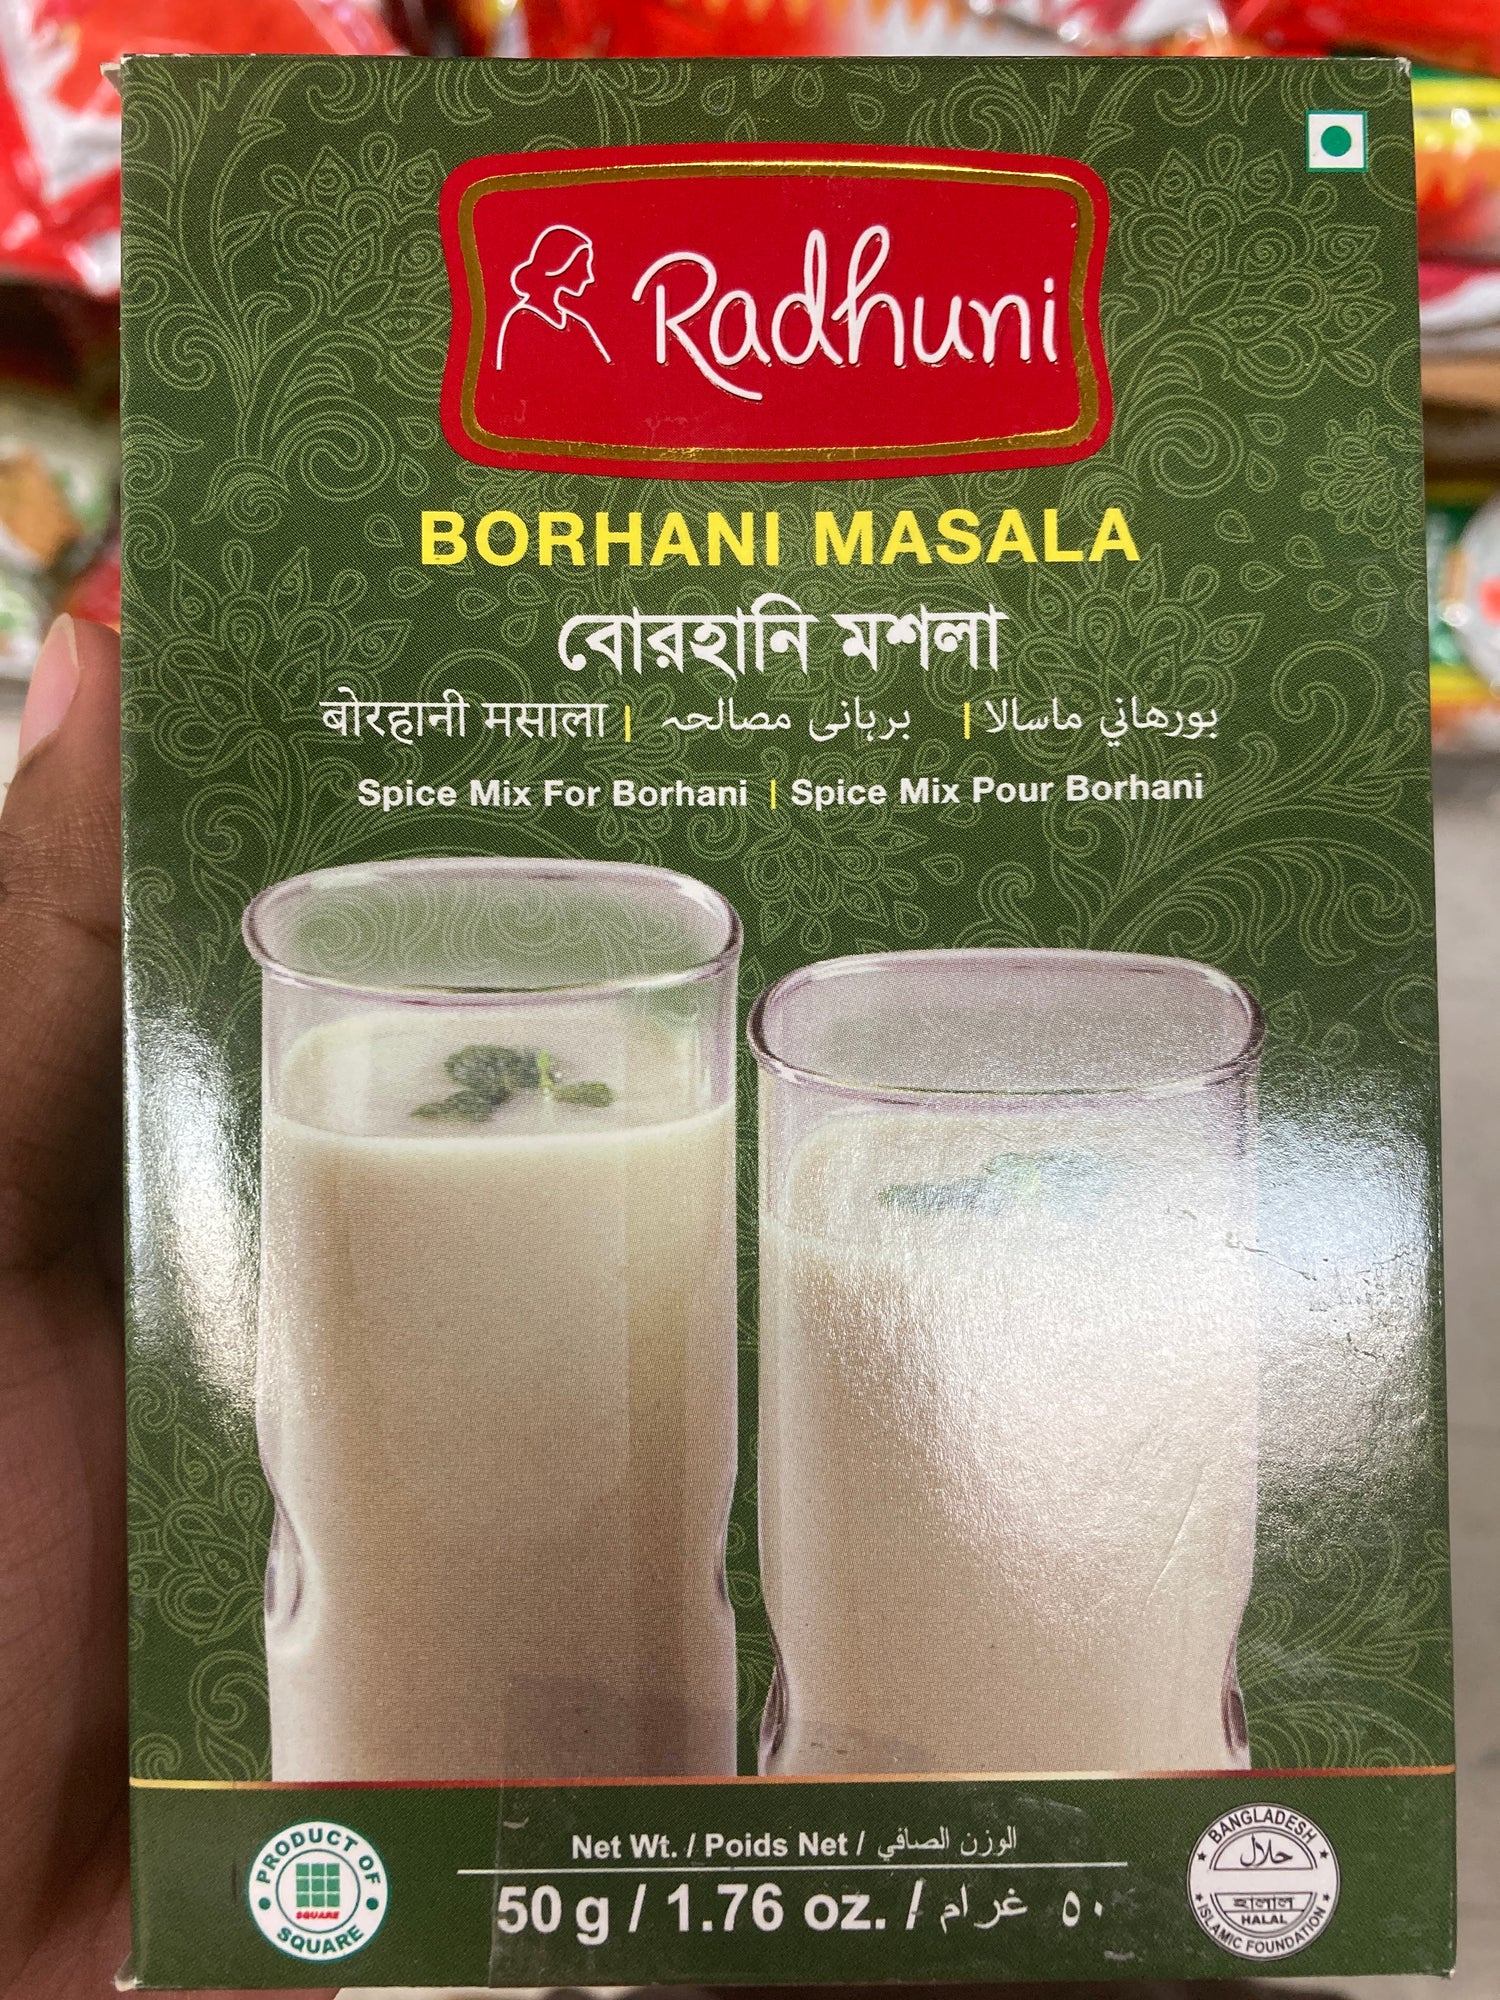 Radhuni
BORHANI MASALA
বোরহানি মশলা
बोरहानी मसाला | برہانی مصالحہ | بورهاني ماسالا
Spice Mix For Borhani | Spice Mix Pour Borhani
PRODUCT OF
SQUARE
SQUARE
Net Wt. / Poids Net / الوزن الصافي
50 g / 1.76 oz. / ٥٠ غرام
BANGLADESH
حلال
হালাল
HALAL
ISLAMIC FOUNDATION